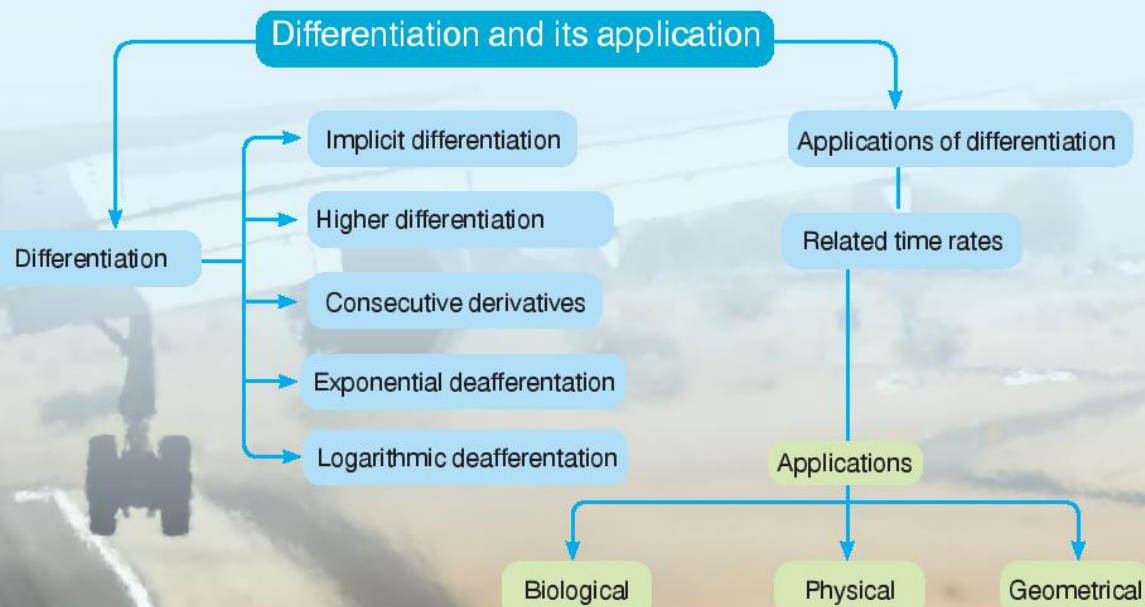 Differentiation and its application
Differentiation
Implicit differentiation
Higher differentiation
Consecutive derivatives
Exponential deafferentation
Logarithmic deafferentation
Applications of differentiation
Related time rates
Applications
Biological
Physical
Geometrical